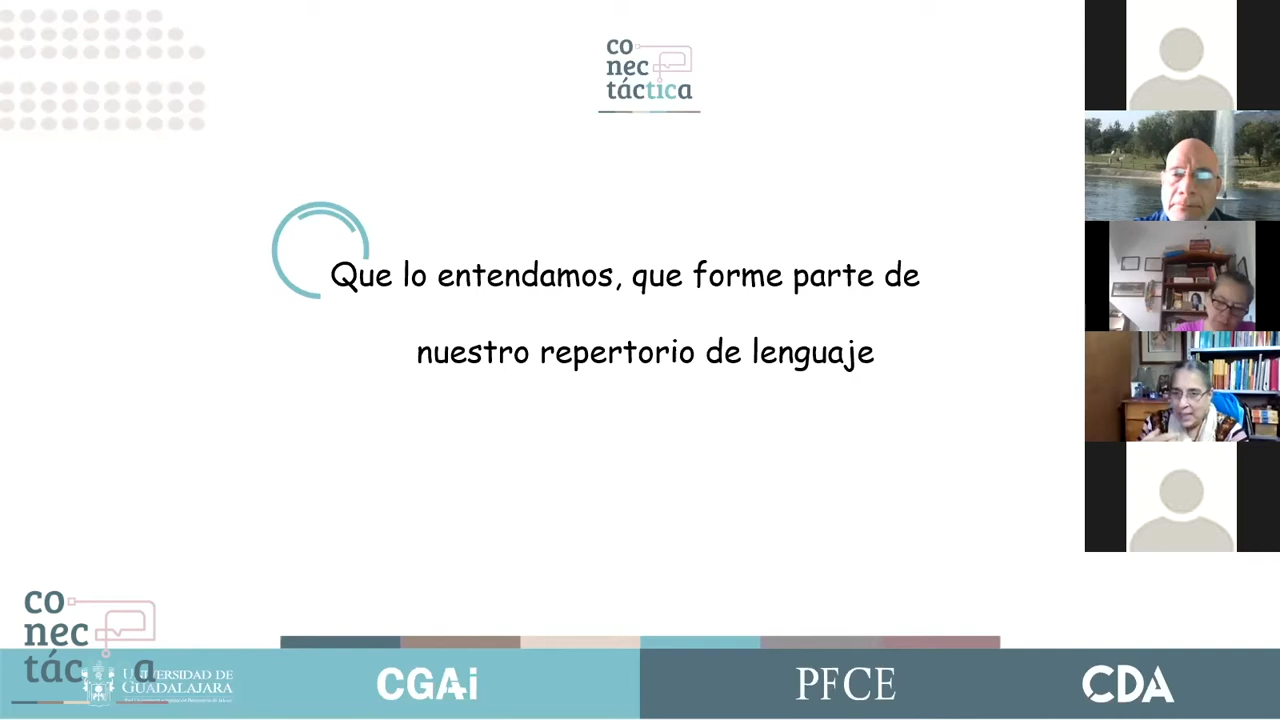 co
nec
táctica
Que lo entendamos, que forme parte de
nuestro repertorio de lenguaje
co
nec
tác a
UNIVERSIDAD DE
GUADALAJARA
CGAi
PFCE
CDA